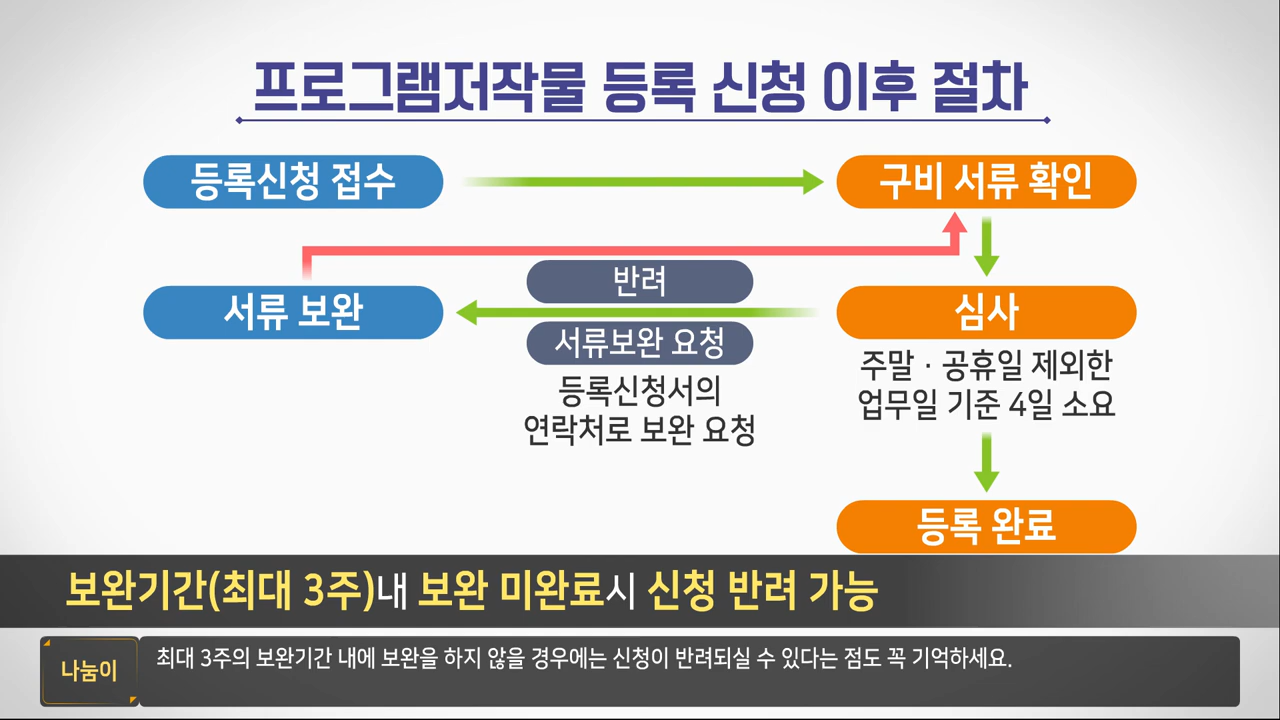 프로그램저작물 등록 신청 이후 절차
등록신청 접수
구비 서류 확인
반려
서류 보완
심사
서류보완 요청
등록신청서의
연락처로 보완 요청
주말 · 공휴일 제외한
업무일 기준 4일 소요
등록 완료
보완기간(최대 3주)내 보완 미완료시 신청 반려 가능
나눔이
최대 3주의 보완기간 내에 보완을 하지 않을 경우에는 신청이 반려되실 수 있다는 점도 꼭 기억하세요.